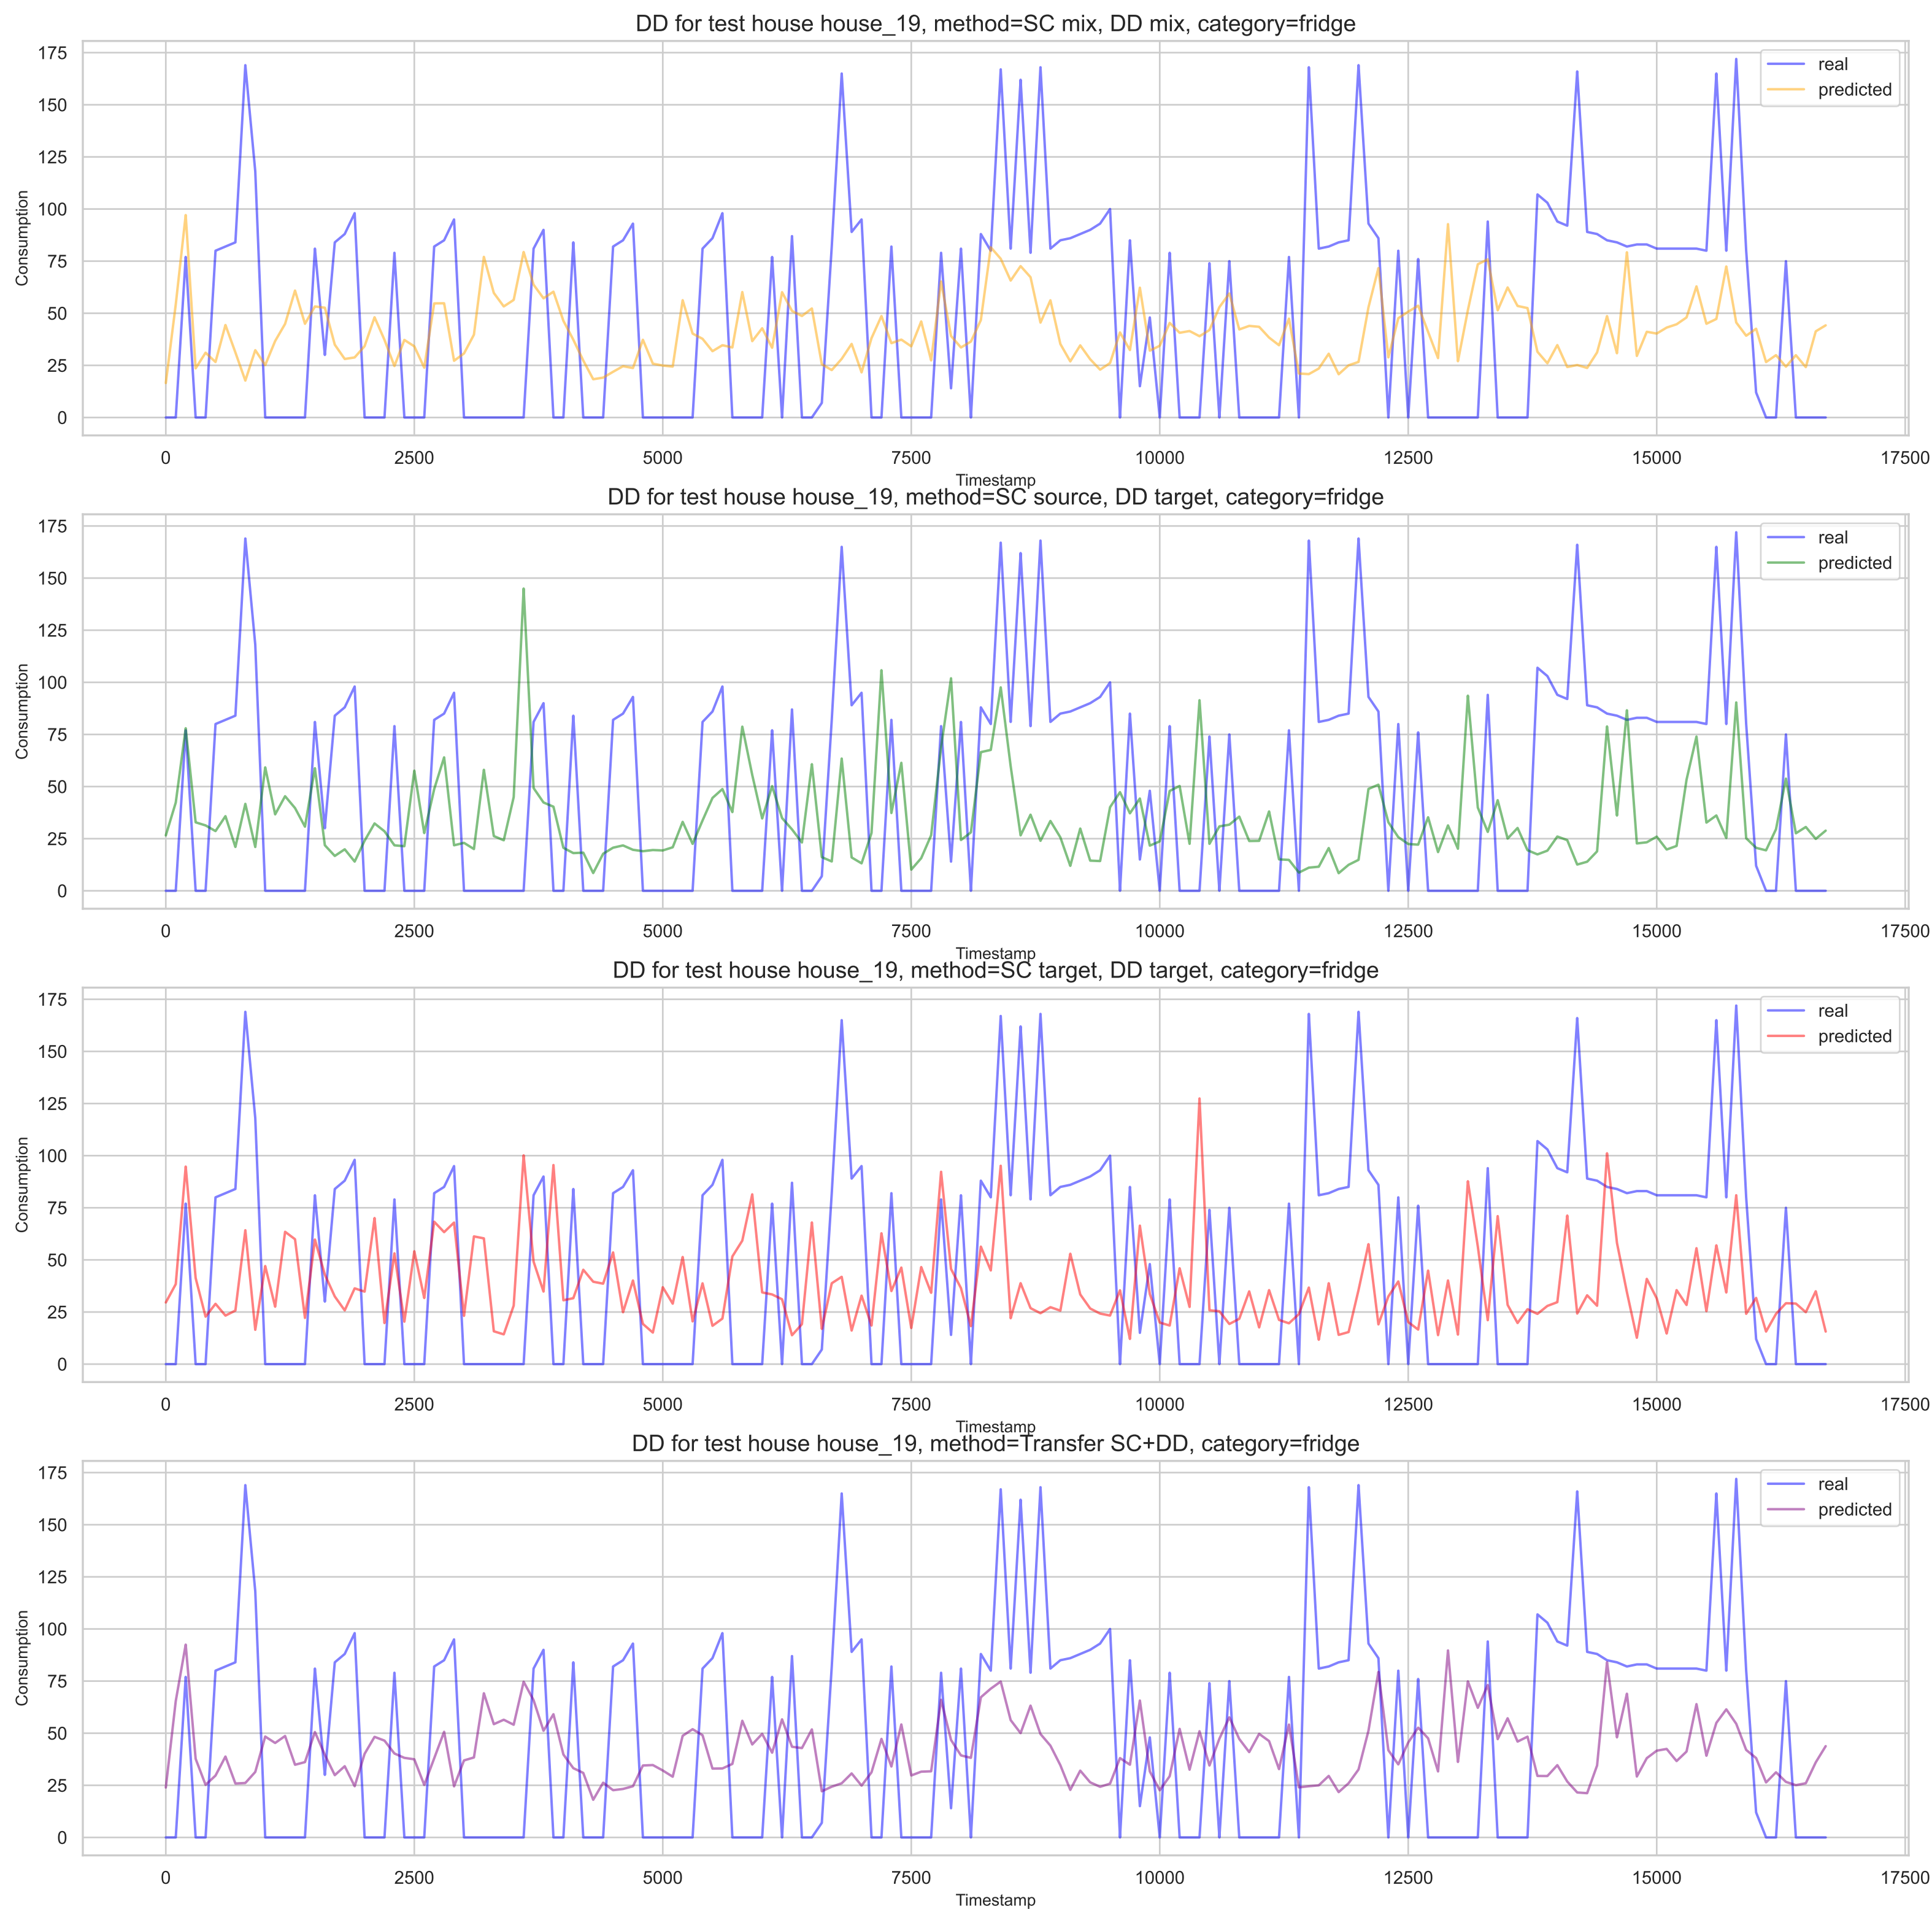 DD for test house house_19, method=SC mix, DD mix, category=fridge
175
150
125
100
75
50
25
0
Consumption
real
predicted
0 2500 5000 7500 10000 12500 15000 17500
Timestamp
DD for test house house_19, method=SC source, DD target, category=fridge
175
150
125
100
75
50
25
0
Consumption
real
predicted
0 2500 5000 7500 10000 12500 15000 17500
Timestamp
DD for test house house_19, method=SC target, DD target, category=fridge
175
150
125
100
75
50
25
0
Consumption
real
predicted
0 2500 5000 7500 10000 12500 15000 17500
Timestamp
DD for test house house_19, method=Transfer SC+DD, category=fridge
175
150
125
100
75
50
25
0
Consumption
real
predicted
0 2500 5000 7500 10000 12500 15000 17500
Timestamp